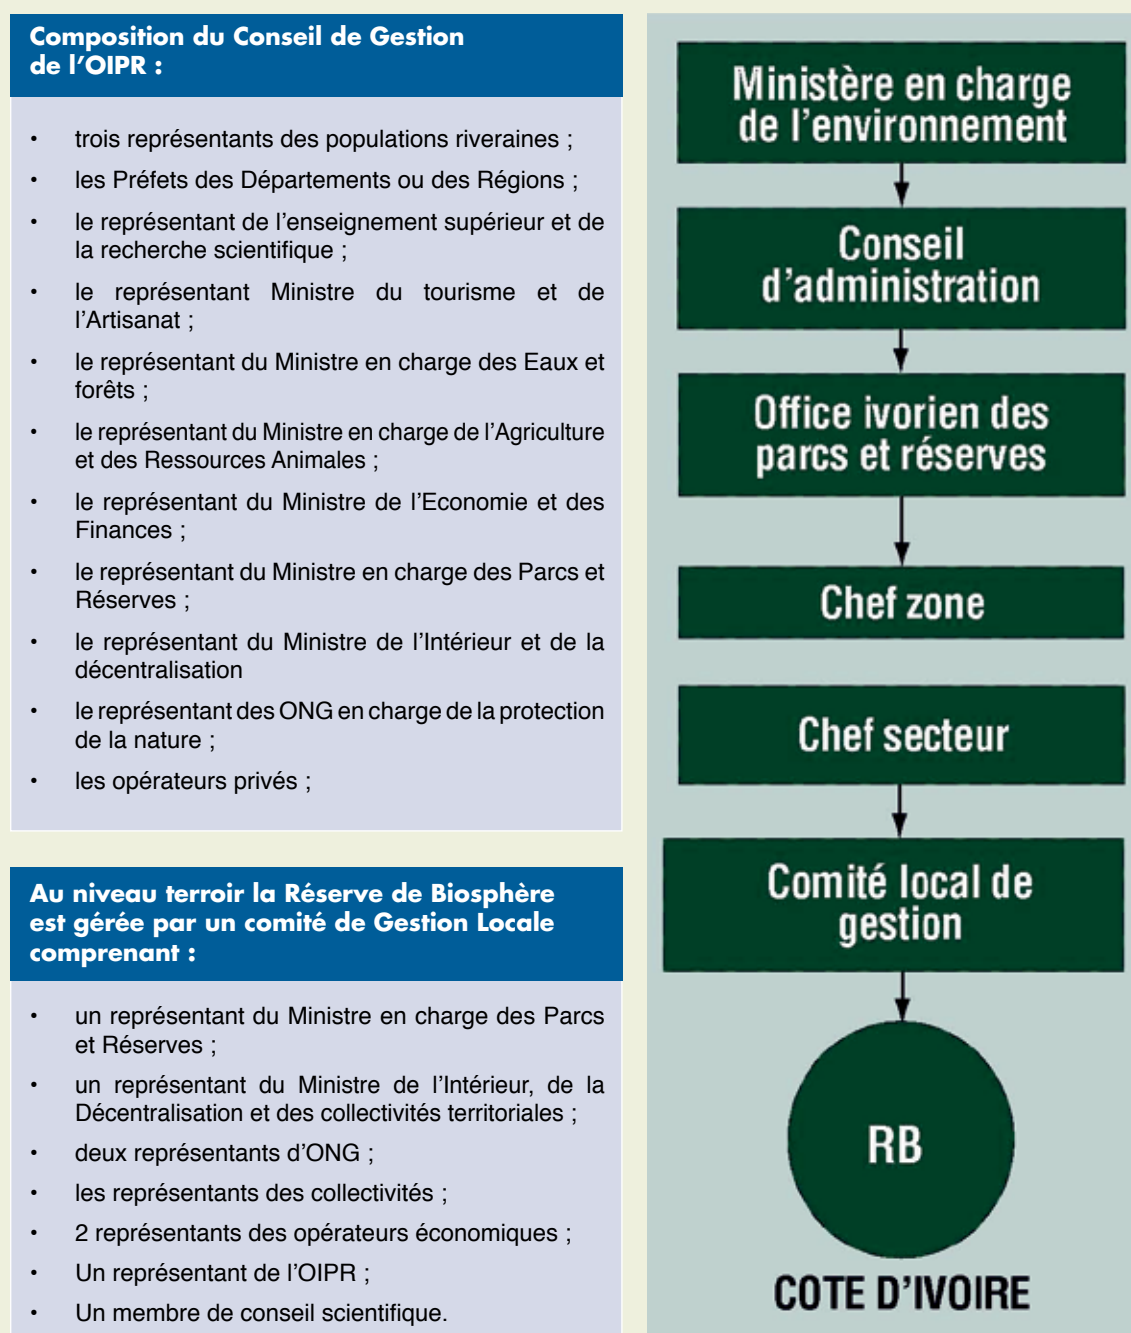 Composition du Conseil de Gestion
de l’OIPR :
• trois représentants des populations riveraines ;
• les Préfets des Départements ou des Régions ;
• le représentant de l’enseignement supérieur et de
la recherche scientifique ;
• le représentant Ministre du tourisme et de
l’Artisanat ;
• le représentant du Ministre en charge des Eaux et
forêts ;
• le représentant du Ministre en charge de l’Agriculture
et des Ressources Animales ;
• le représentant du Ministre de l’Economie et des
Finances ;
• le représentant du Ministre en charge des Parcs et
Réserves ;
• le représentant du Ministre de l’Intérieur et de la
décentralisation
• le représentant des ONG en charge de la protection
de la nature ;
• les opérateurs privés ;
Au niveau terroir la Réserve de Biosphère
est gérée par un comité de Gestion Locale
comprenant :
• un représentant du Ministre en charge des Parcs
et Réserves ;
• un représentant du Ministre de l’Intérieur, de la
Décentralisation et des collectivités territoriales ;
• deux représentants d’ONG ;
• les représentants des collectivités ;
• 2 représentants des opérateurs économiques ;
• Un représentant de l’OIPR ;
• Un membre de conseil scientifique.
Ministère en charge
de l’environnement
Conseil
d’administration
Office ivorien des
parcs et réserves
Chef zone
Chef secteur
Comité local de
gestion
RB
COTE D’IVOIRE